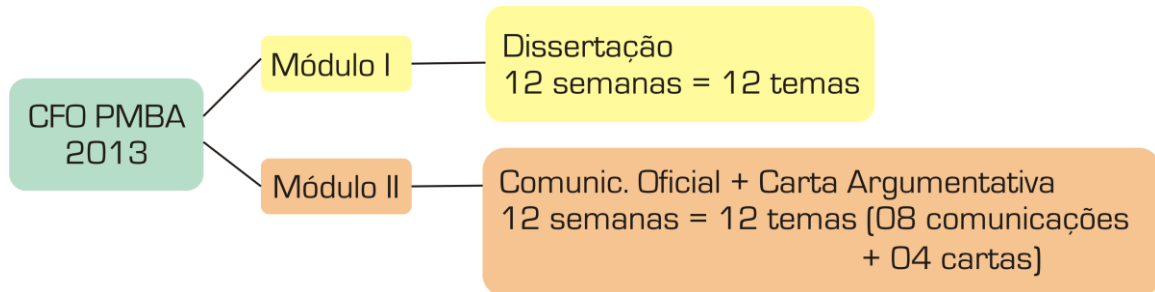 CFO PMBA
2013
Módulo I
Dissertação
12 semanas = 12 temas
Módulo II
Comunic. Oficial + Carta Argumentativa
12 semanas = 12 temas (08 comunicações
+ 04 cartas)